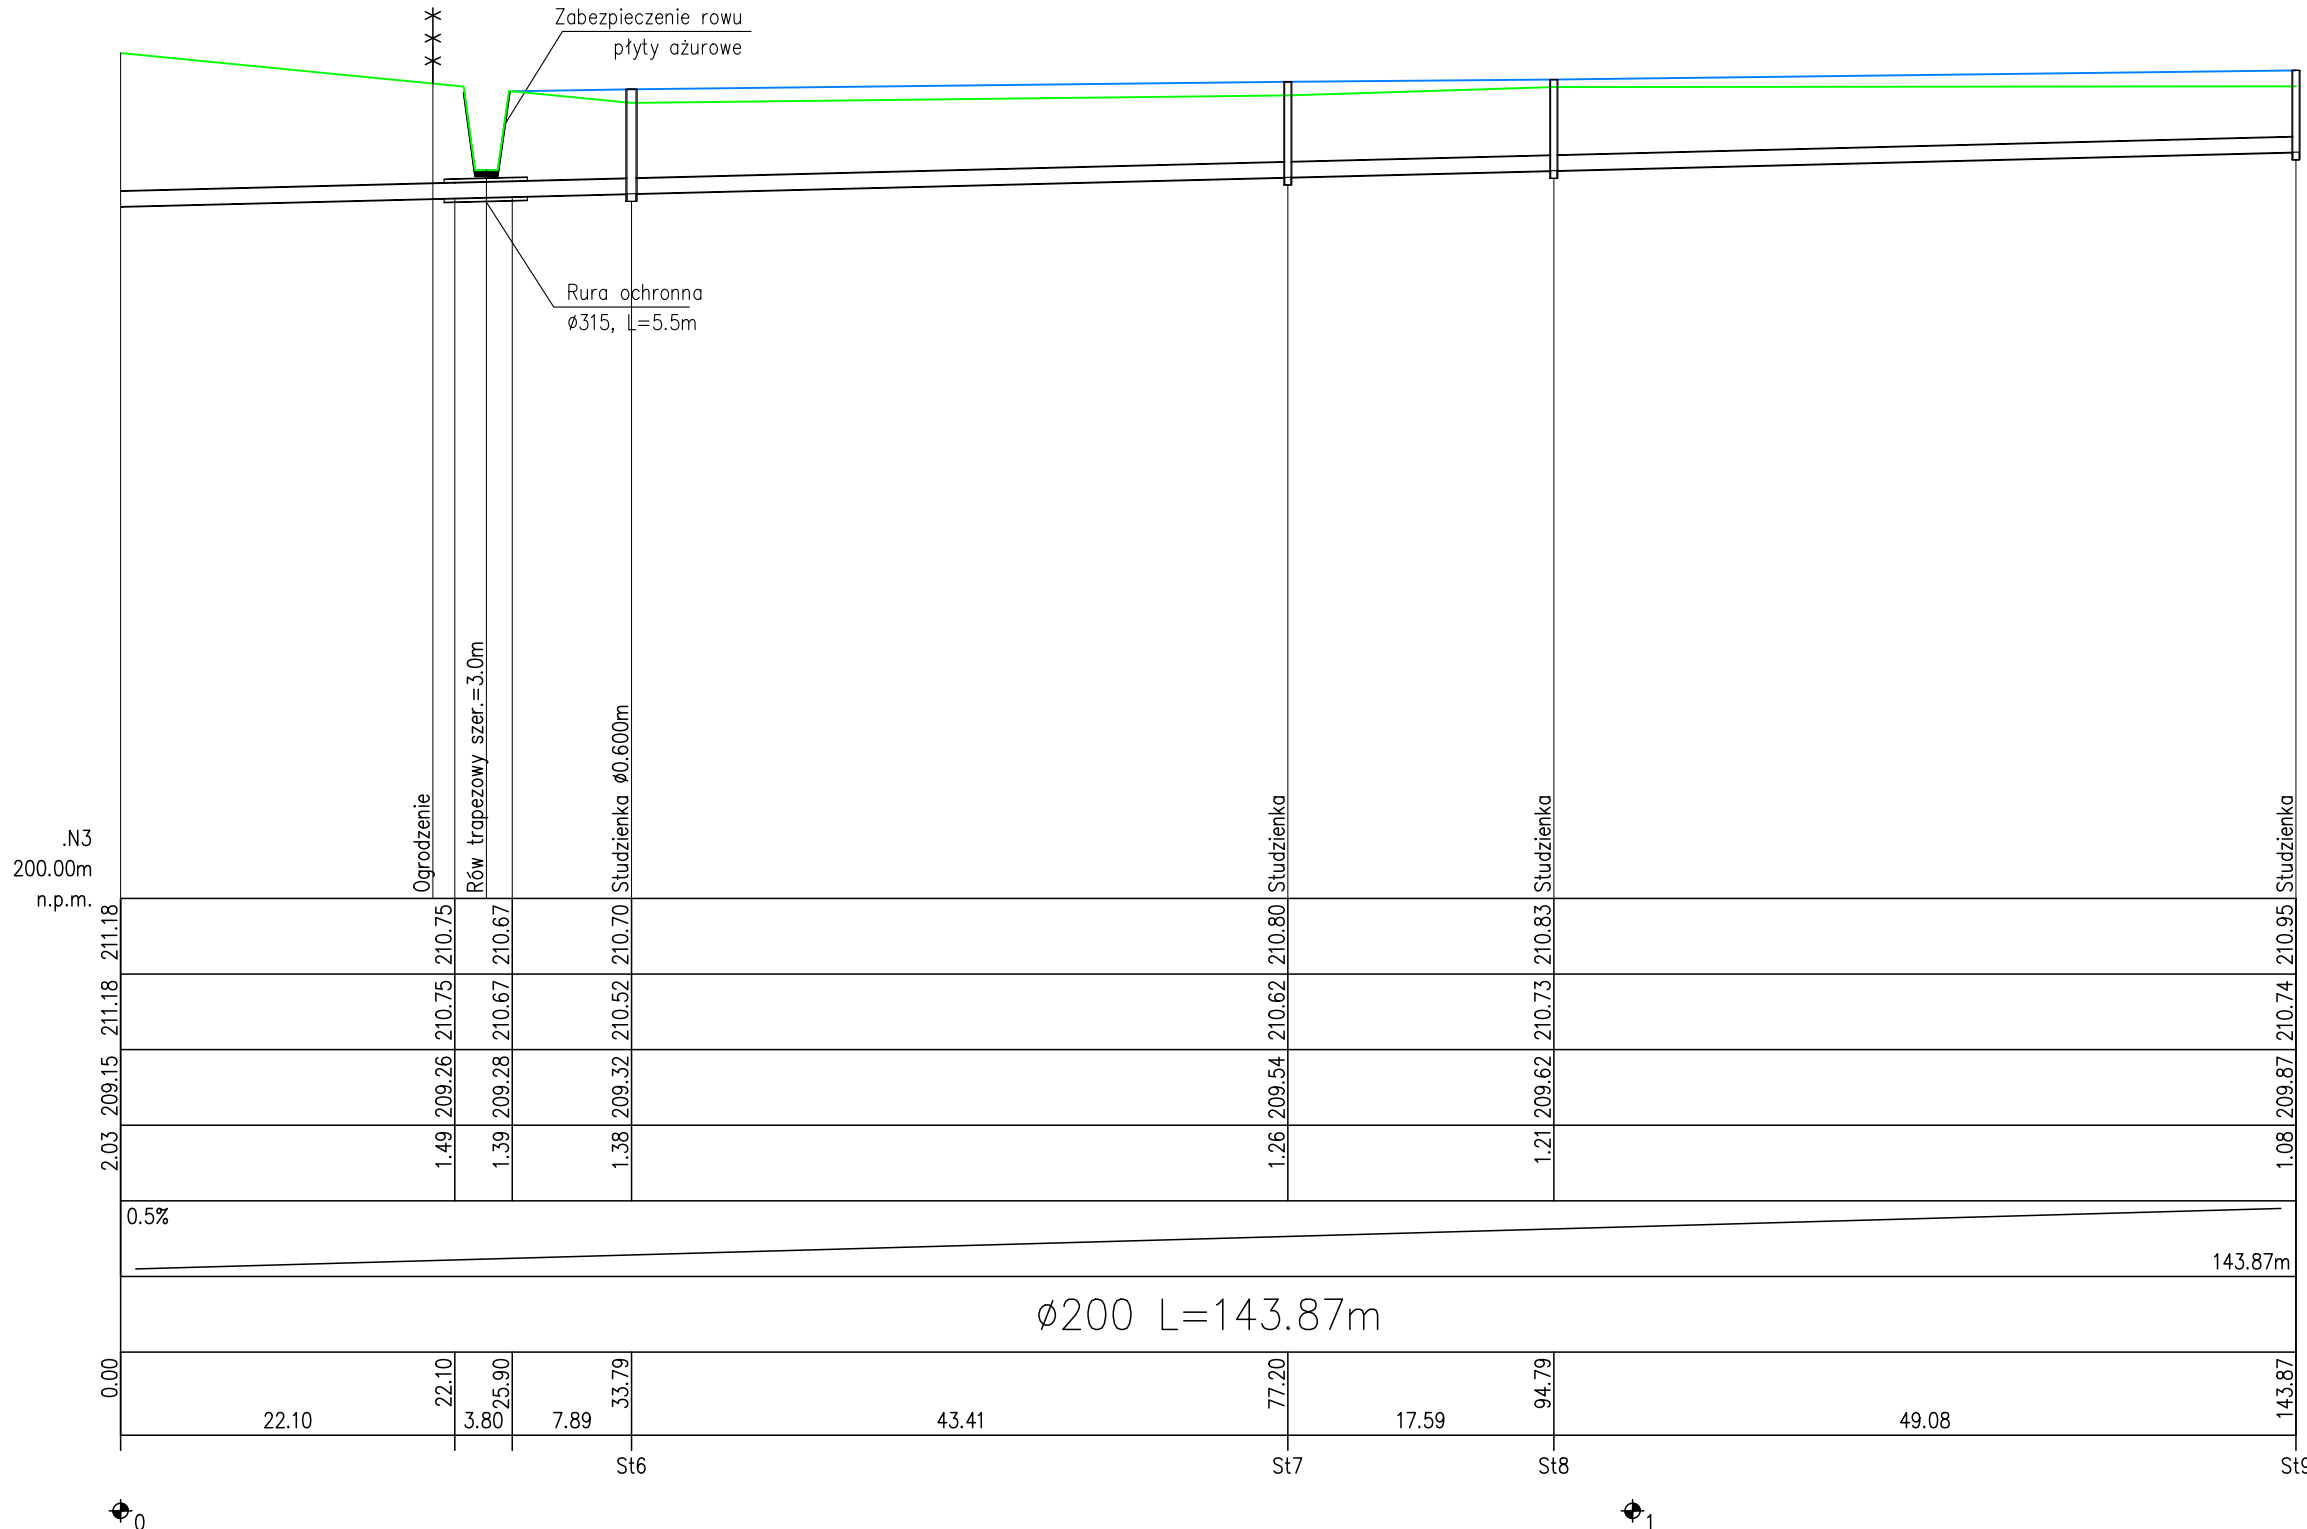 Zabezpieczenie rowu
płyty ażurowe
Rura ochronna
ø315, L=5.5m
Ogrodzenie
Rów trapezowy szer.=3.0m
Studzienka ø0.600m
Studzienka
Studzienka
Studzienka
.N3
200.00m
n.p.m.
211.18 210.75 210.67 210.70 210.80 210.83 210.95
211.18 210.75 210.67 210.52 210.62 210.73 210.74
209.15 209.26 209.28 209.32 209.54 209.62 209.87
2.03 1.49 1.39 1.38 1.26 1.21 1.08
0.5%
143.87m
ø200 L=143.87m
0.00 22.10 25.90 33.79 77.20 94.79 143.87
22.10 3.80 7.89 43.41 17.59 49.08
St6 St7 St8 St9
0 1